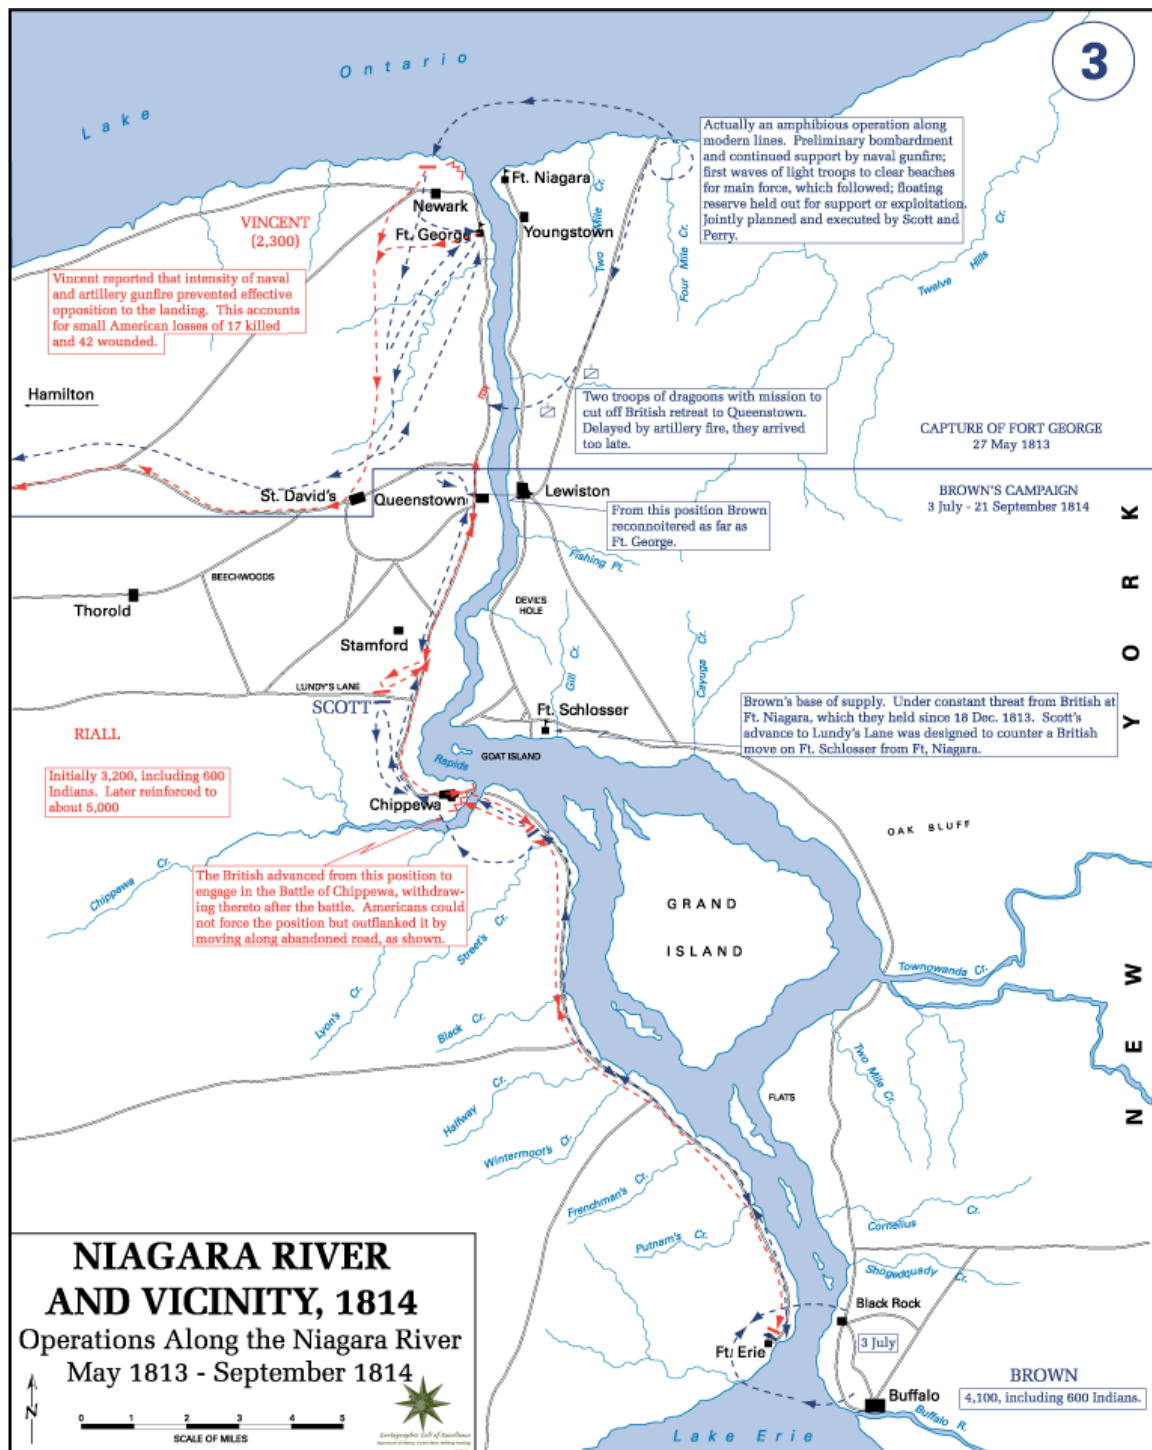 3
Lake Ontario
Actually an amphibious operation along
modern lines. Preliminary bombardment
and continued support by naval gunfire;
first waves of light troops to clear beaches
for main force, which followed; floating
reserve held out for support or exploitation.
Jointly planned and executed by Scott and
Perry.
Ft. Niagara
Newark
Youngstown
Ft. George
Two Mile Cr.
Four Mile Cr.
Twelve Hills Cr.
VINCENT
(2,300)
Vincent reported that intensity of naval
and artillery gunfire prevented effective
opposition to the landing. This accounts
for small American losses of 17 killed
and 42 wounded.
Hamilton
Two troops of dragoons with mission to
cut off British retreat to Queenstown.
Delayed by artillery fire, they arrived
too late.
CAPTURE OF FORT GEORGE
27 May 1813
BROWN'S CAMPAIGN
3 July - 21 September 1814
St. David's
Queenstown
Lewiston
From this position Brown
reconnoitered as far as
Ft. George.
Fishing Pt.
BEECHWOODS
DEVIL'S
HOLE
Thorold
Stamford
Gill Cr.
Cayuga Cr.
LUNDY'S LANE
SCOTT
Ft. Schlosser
Brown's base of supply. Under constant threat from British at
Ft. Niagara, which they held since 18 Dec. 1813. Scott's
advance to Lundy's Lane was designed to counter a British
move on Ft. Schlosser from Ft, Niagara.
RIALL
Initially 3,200, including 600
Indians. Later reinforced to
about 5,000
Rapids
GOAT ISLAND
Chippewa
OAK BLUFF
Chippawa Cr.
The British advanced from this position to
engage in the Battle of Chippewa, withdraw-
ing thereto after the battle. Americans could
not force the position but outflanked it by
moving along abandoned road, as shown.
GRAND
ISLAND
Street's Cr.
Lyon's Cr.
Black Cr.
Townowanda Cr.
NEW YORK
Two Mile Cr.
FLATS
Halfway Cr.
Wintermoot's Cr.
Frenchman's Cr.
Putnam's Cr.
Cornelius Cr.
Shogedquady Cr.
Black Rock
3 July
Ft. Erie
BROWN
4,100, including 600 Indians.
Buffalo
Buffalo R.
Lake Erie
NIAGARA RIVER
AND VICINITY, 1814
Operations Along the Niagara River
May 1813 - September 1814
N
0 1 2 3 4 5
SCALE OF MILES
Cartographic Cell of Excellence